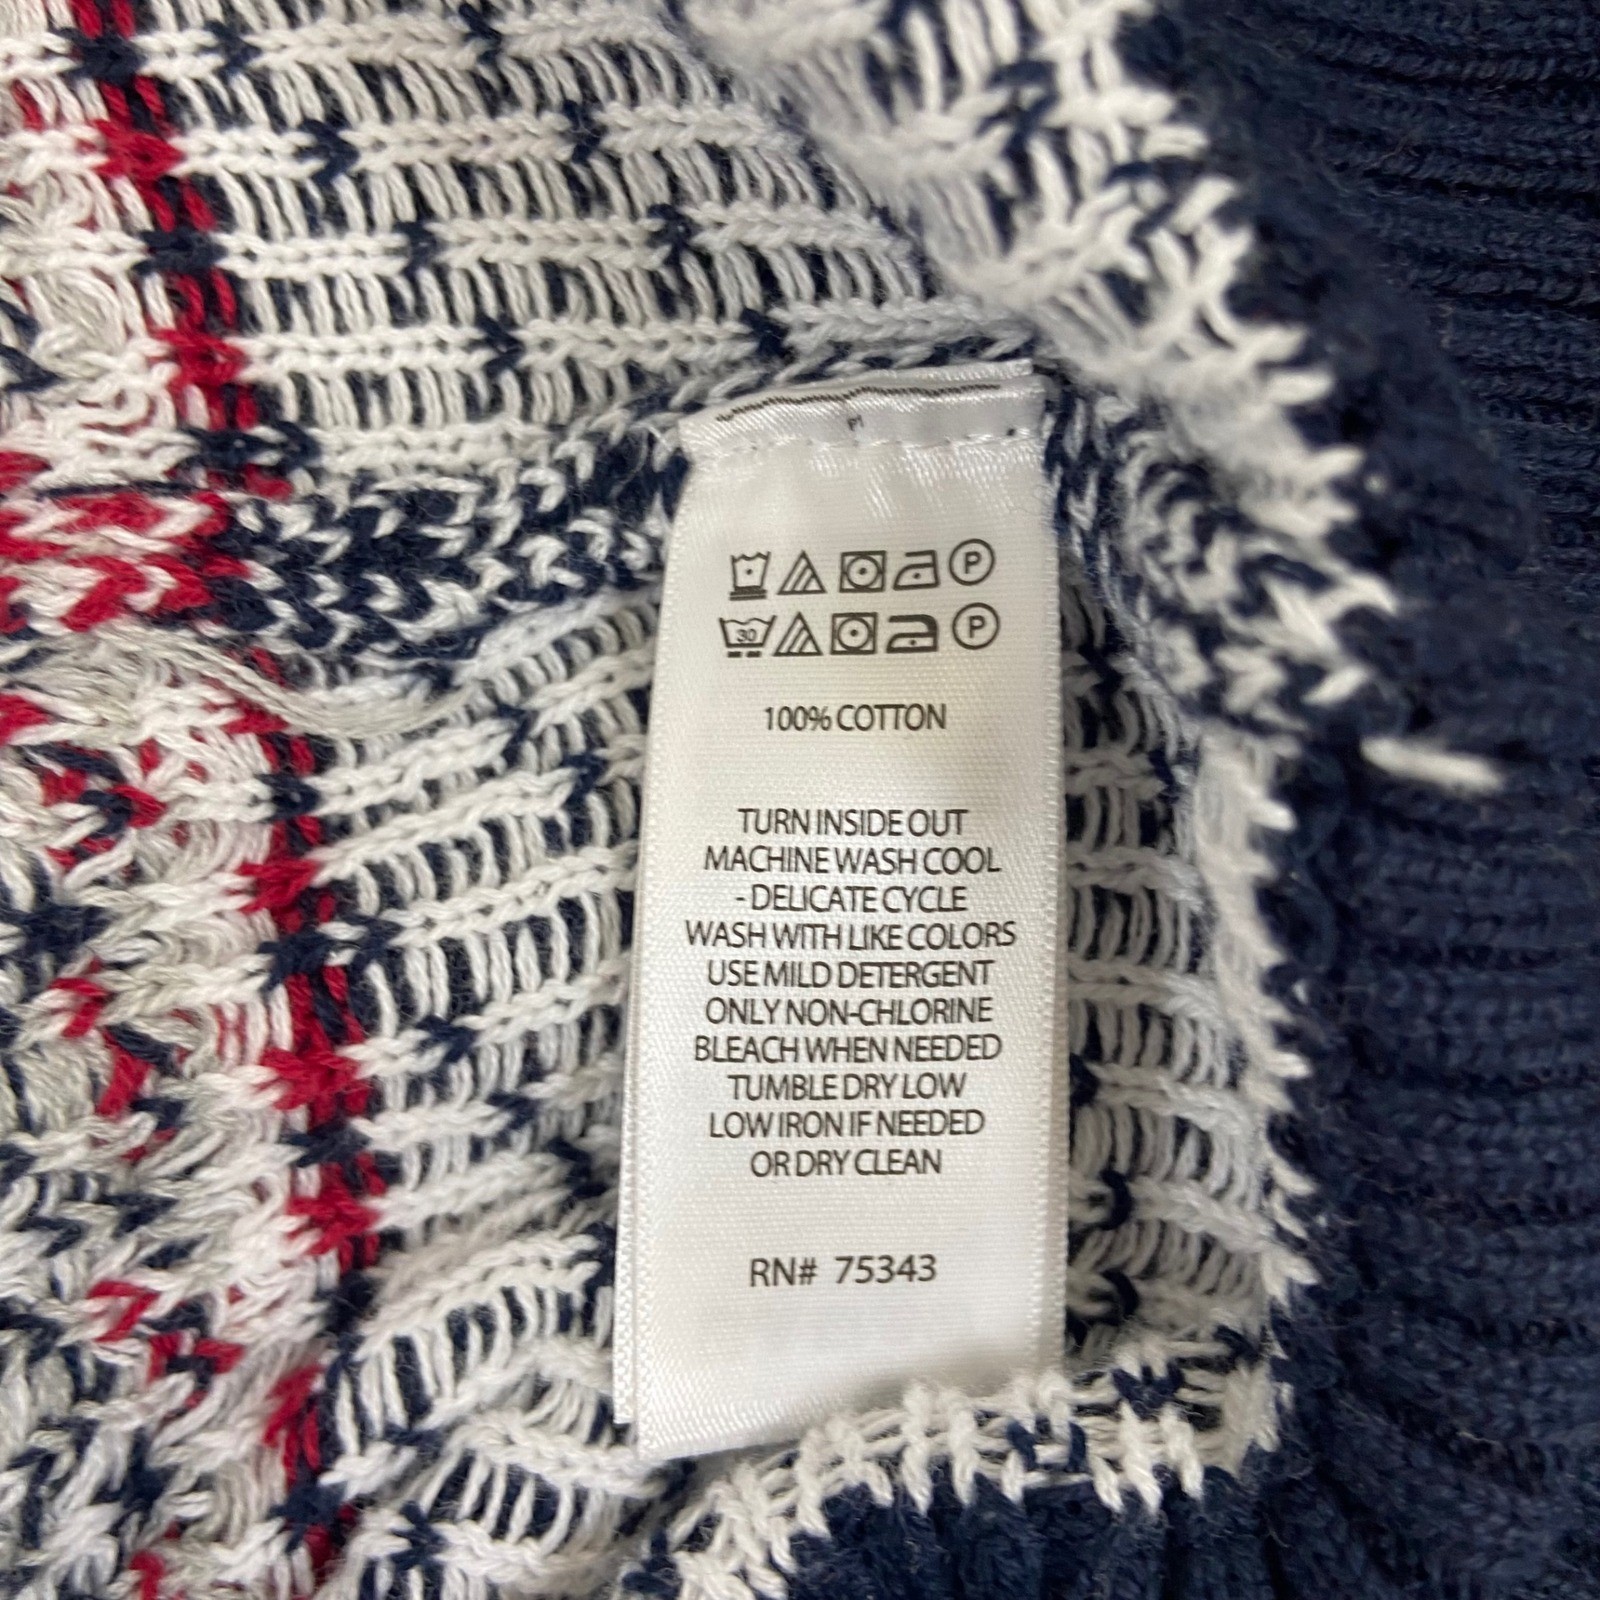 P
30 P
100% COTTON
TURN INSIDE OUT
MACHINE WASH COOL
- DELICATE CYCLE
WASH WITH LIKE COLORS
USE MILD DETERGENT
ONLY NON-CHLORINE
BLEACH WHEN NEEDED
TUMBLE DRY LOW
LOW IRON IF NEEDED
OR DRY CLEAN
RN# 75343